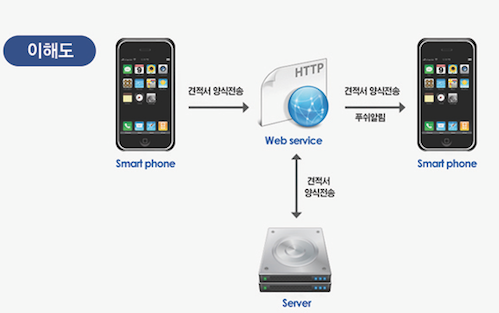 이해도
HTTP
견적서 양식전송
견적서 양식전송
푸쉬알림
Smart phone
Web service
Smart phone
견적서
양식전송
Server